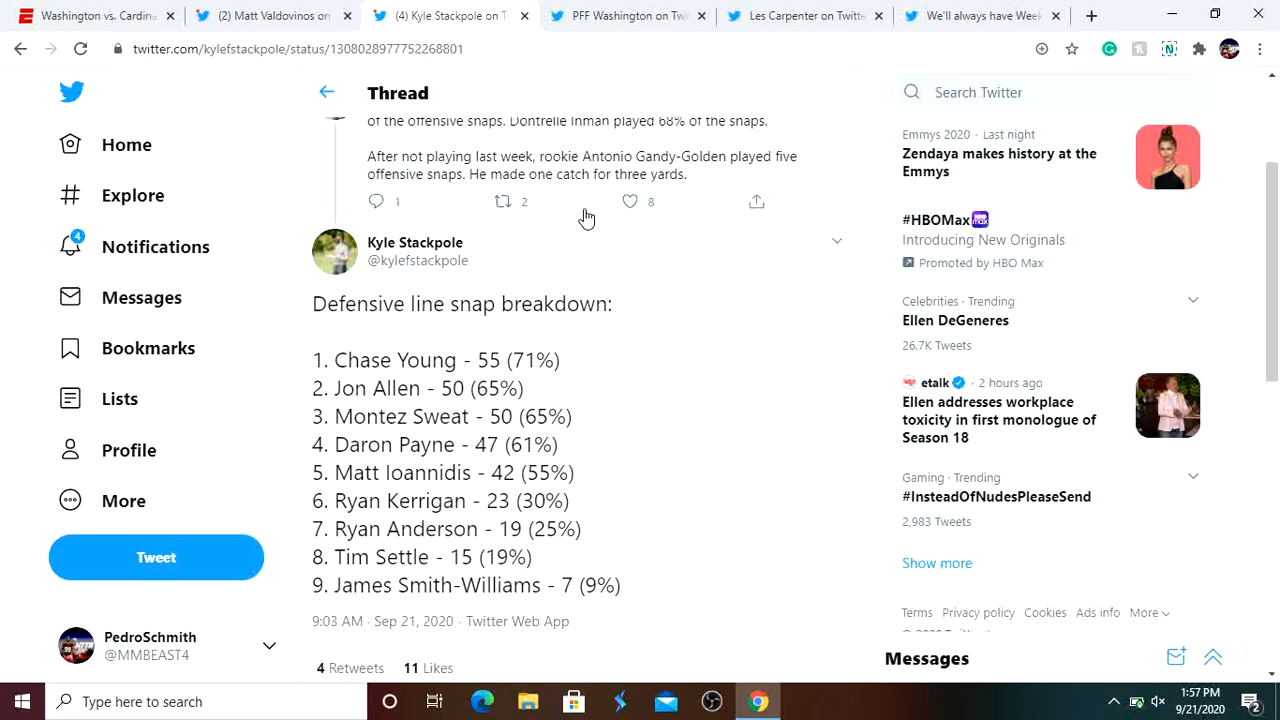 Washington vs. Cardina
(2) Matt Valdovinos on
(4) Kyle Stackpole on T
PFF Washington on Twi
Les Carpenter on Twitte
We'll always have Wee
twitter.com/kylefstackpole/status/1308028977752268801
Home
Explore
4
Notifications
Messages
Bookmarks
Lists
Profile
More
Tweet
PedroSchmith
@MMBEAST4
Thread
of the offensive snaps. Dontrelle Inman played 68% of the snaps.
After not playing last week, rookie Antonio Gandy-Golden played five
offensive snaps. He made one catch for three yards.
1 2 8
Kyle Stackpole
@kylefstackpole
Defensive line snap breakdown:
1. Chase Young - 55 (71%)
2. Jon Allen - 50 (65%)
3. Montez Sweat - 50 (65%)
4. Daron Payne - 47 (61%)
5. Matt Ioannidis - 42 (55%)
6. Ryan Kerrigan - 23 (30%)
7. Ryan Anderson - 19 (25%)
8. Tim Settle - 15 (19%)
9. James Smith-Williams - 7 (9%)
9:03 AM · Sep 21, 2020 · Twitter Web App
4 Retweets 11 Likes
Search Twitter
Emmys 2020 · Last night
Zendaya makes history at the
Emmys
#HBOMax
Introducing New Originals
Promoted by HBO Max
Celebrities · Trending
Ellen DeGeneres
26.7K Tweets
etalk · 2 hours ago
Ellen addresses workplace
toxicity in first monologue of
Season 18
Gaming · Trending
#InsteadOfNudesPleaseSend
2,983 Tweets
Show more
Terms Privacy policy Cookies Ads info More
Messages
Type here to search
1:57 PM
9/21/2020
2